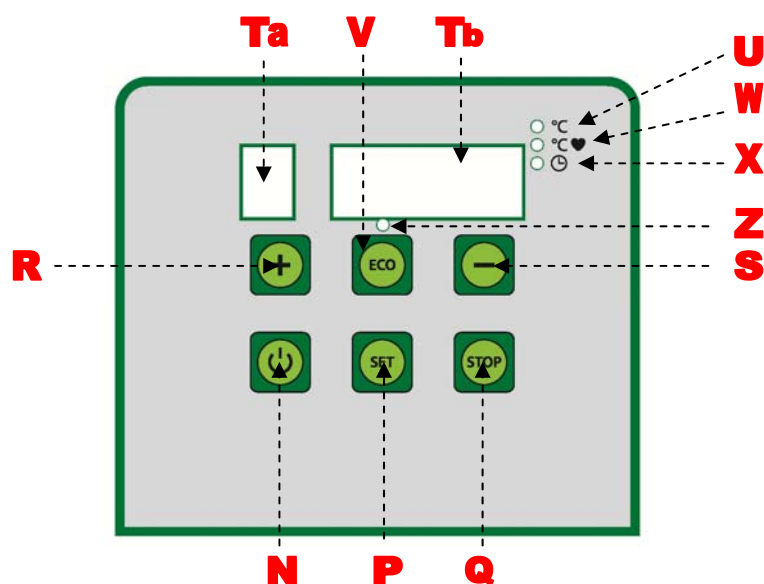 Ta V Tb
U
°C
W
°C
X
Z
R + ECO − S
SET STOP
N P Q